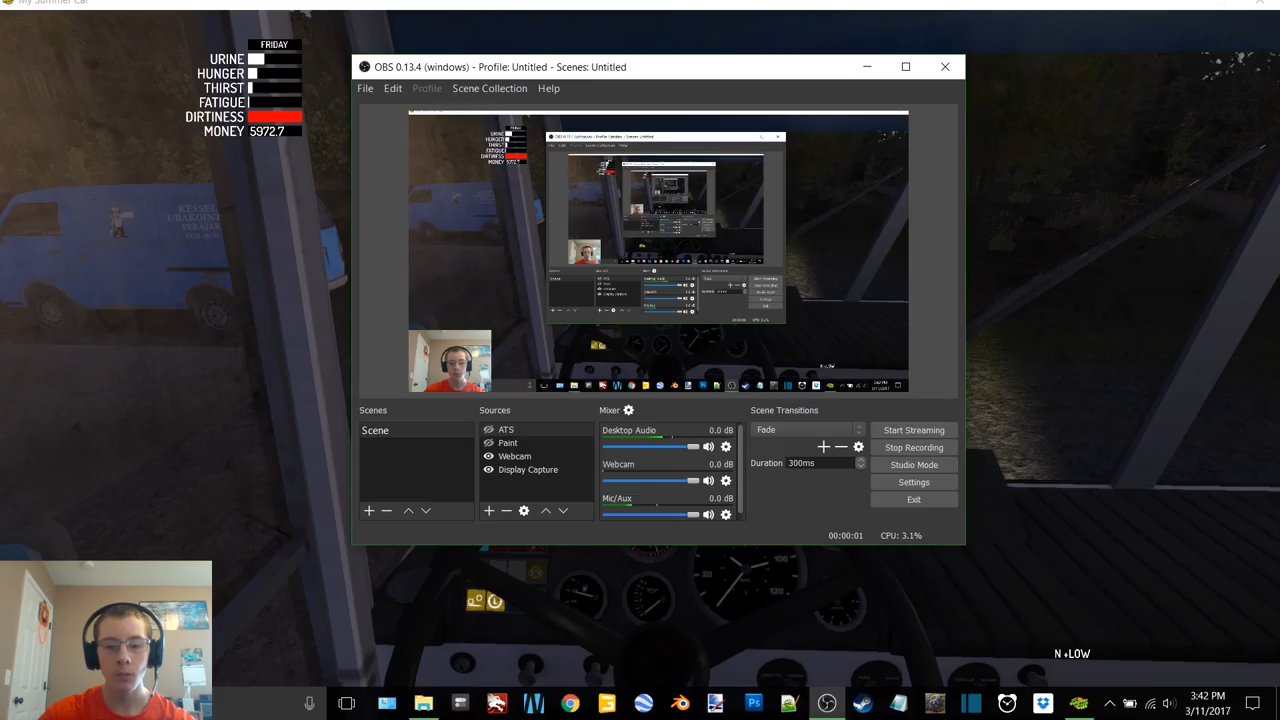 My Summer Car
FRIDAY
URINE
HUNGER
THIRST
FATIGUE
DIRTINESS
MONEY 5972.7
OBS 0.13.4 (windows) - Profile: Untitled - Scenes: Untitled
File Edit Profile Scene Collection Help
Scenes
Scene
Sources
ATS
Paint
Webcam
Display Capture
Mixer
Desktop Audio 0.0 dB
Webcam 0.0 dB
Mic/Aux 0.0 dB
Scene Transitions
Fade
Duration 300ms
Start Streaming
Stop Recording
Studio Mode
Settings
Exit
00:00:01 CPU: 3.1%
20
100
120
N +LOW
3:42 PM
3/11/2017